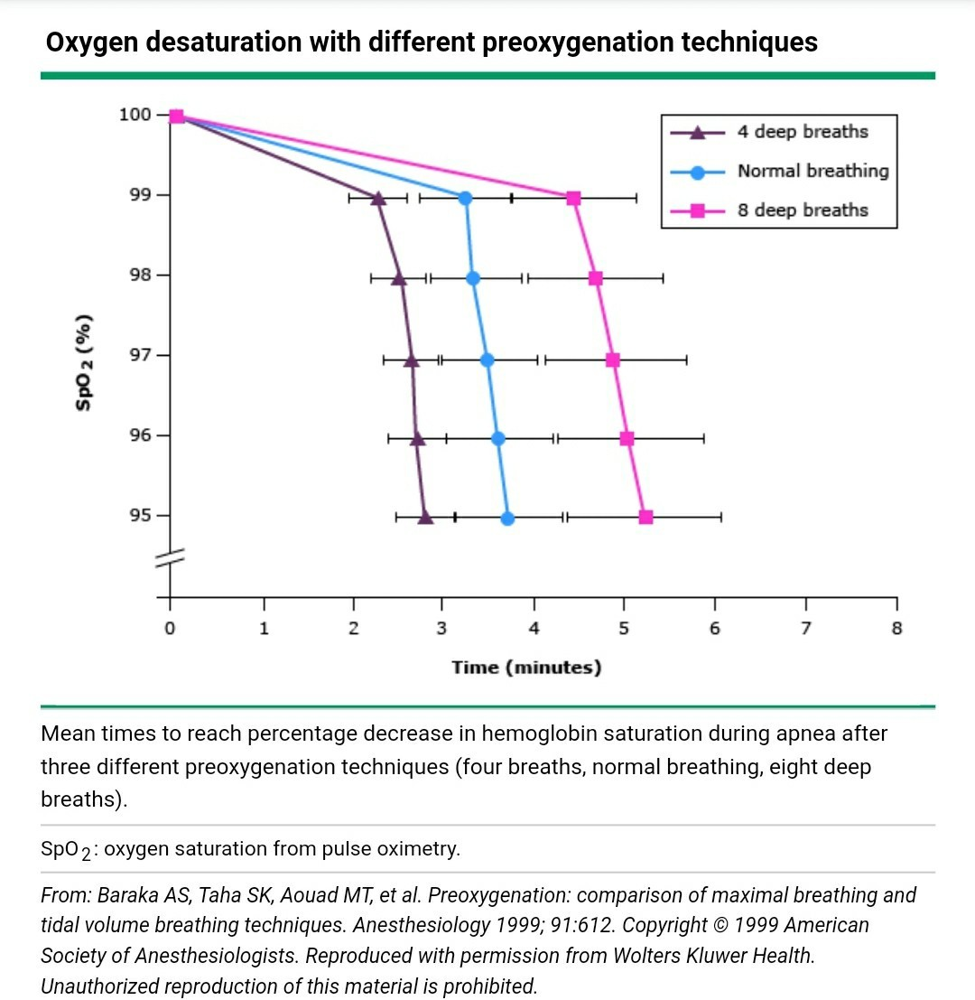 Oxygen desaturation with different preoxygenation techniques
100
99
98
97
96
95
SpO2 (%)
4 deep breaths
Normal breathing
8 deep breaths
0 1 2 3 4 5 6 7 8
Time (minutes)
Mean times to reach percentage decrease in hemoglobin saturation during apnea after
three different preoxygenation techniques (four breaths, normal breathing, eight deep
breaths).
SpO2: oxygen saturation from pulse oximetry.
From: Baraka AS, Taha SK, Aouad MT, et al. Preoxygenation: comparison of maximal breathing and
tidal volume breathing techniques. Anesthesiology 1999; 91:612. Copyright © 1999 American
Society of Anesthesiologists. Reproduced with permission from Wolters Kluwer Health.
Unauthorized reproduction of this material is prohibited.